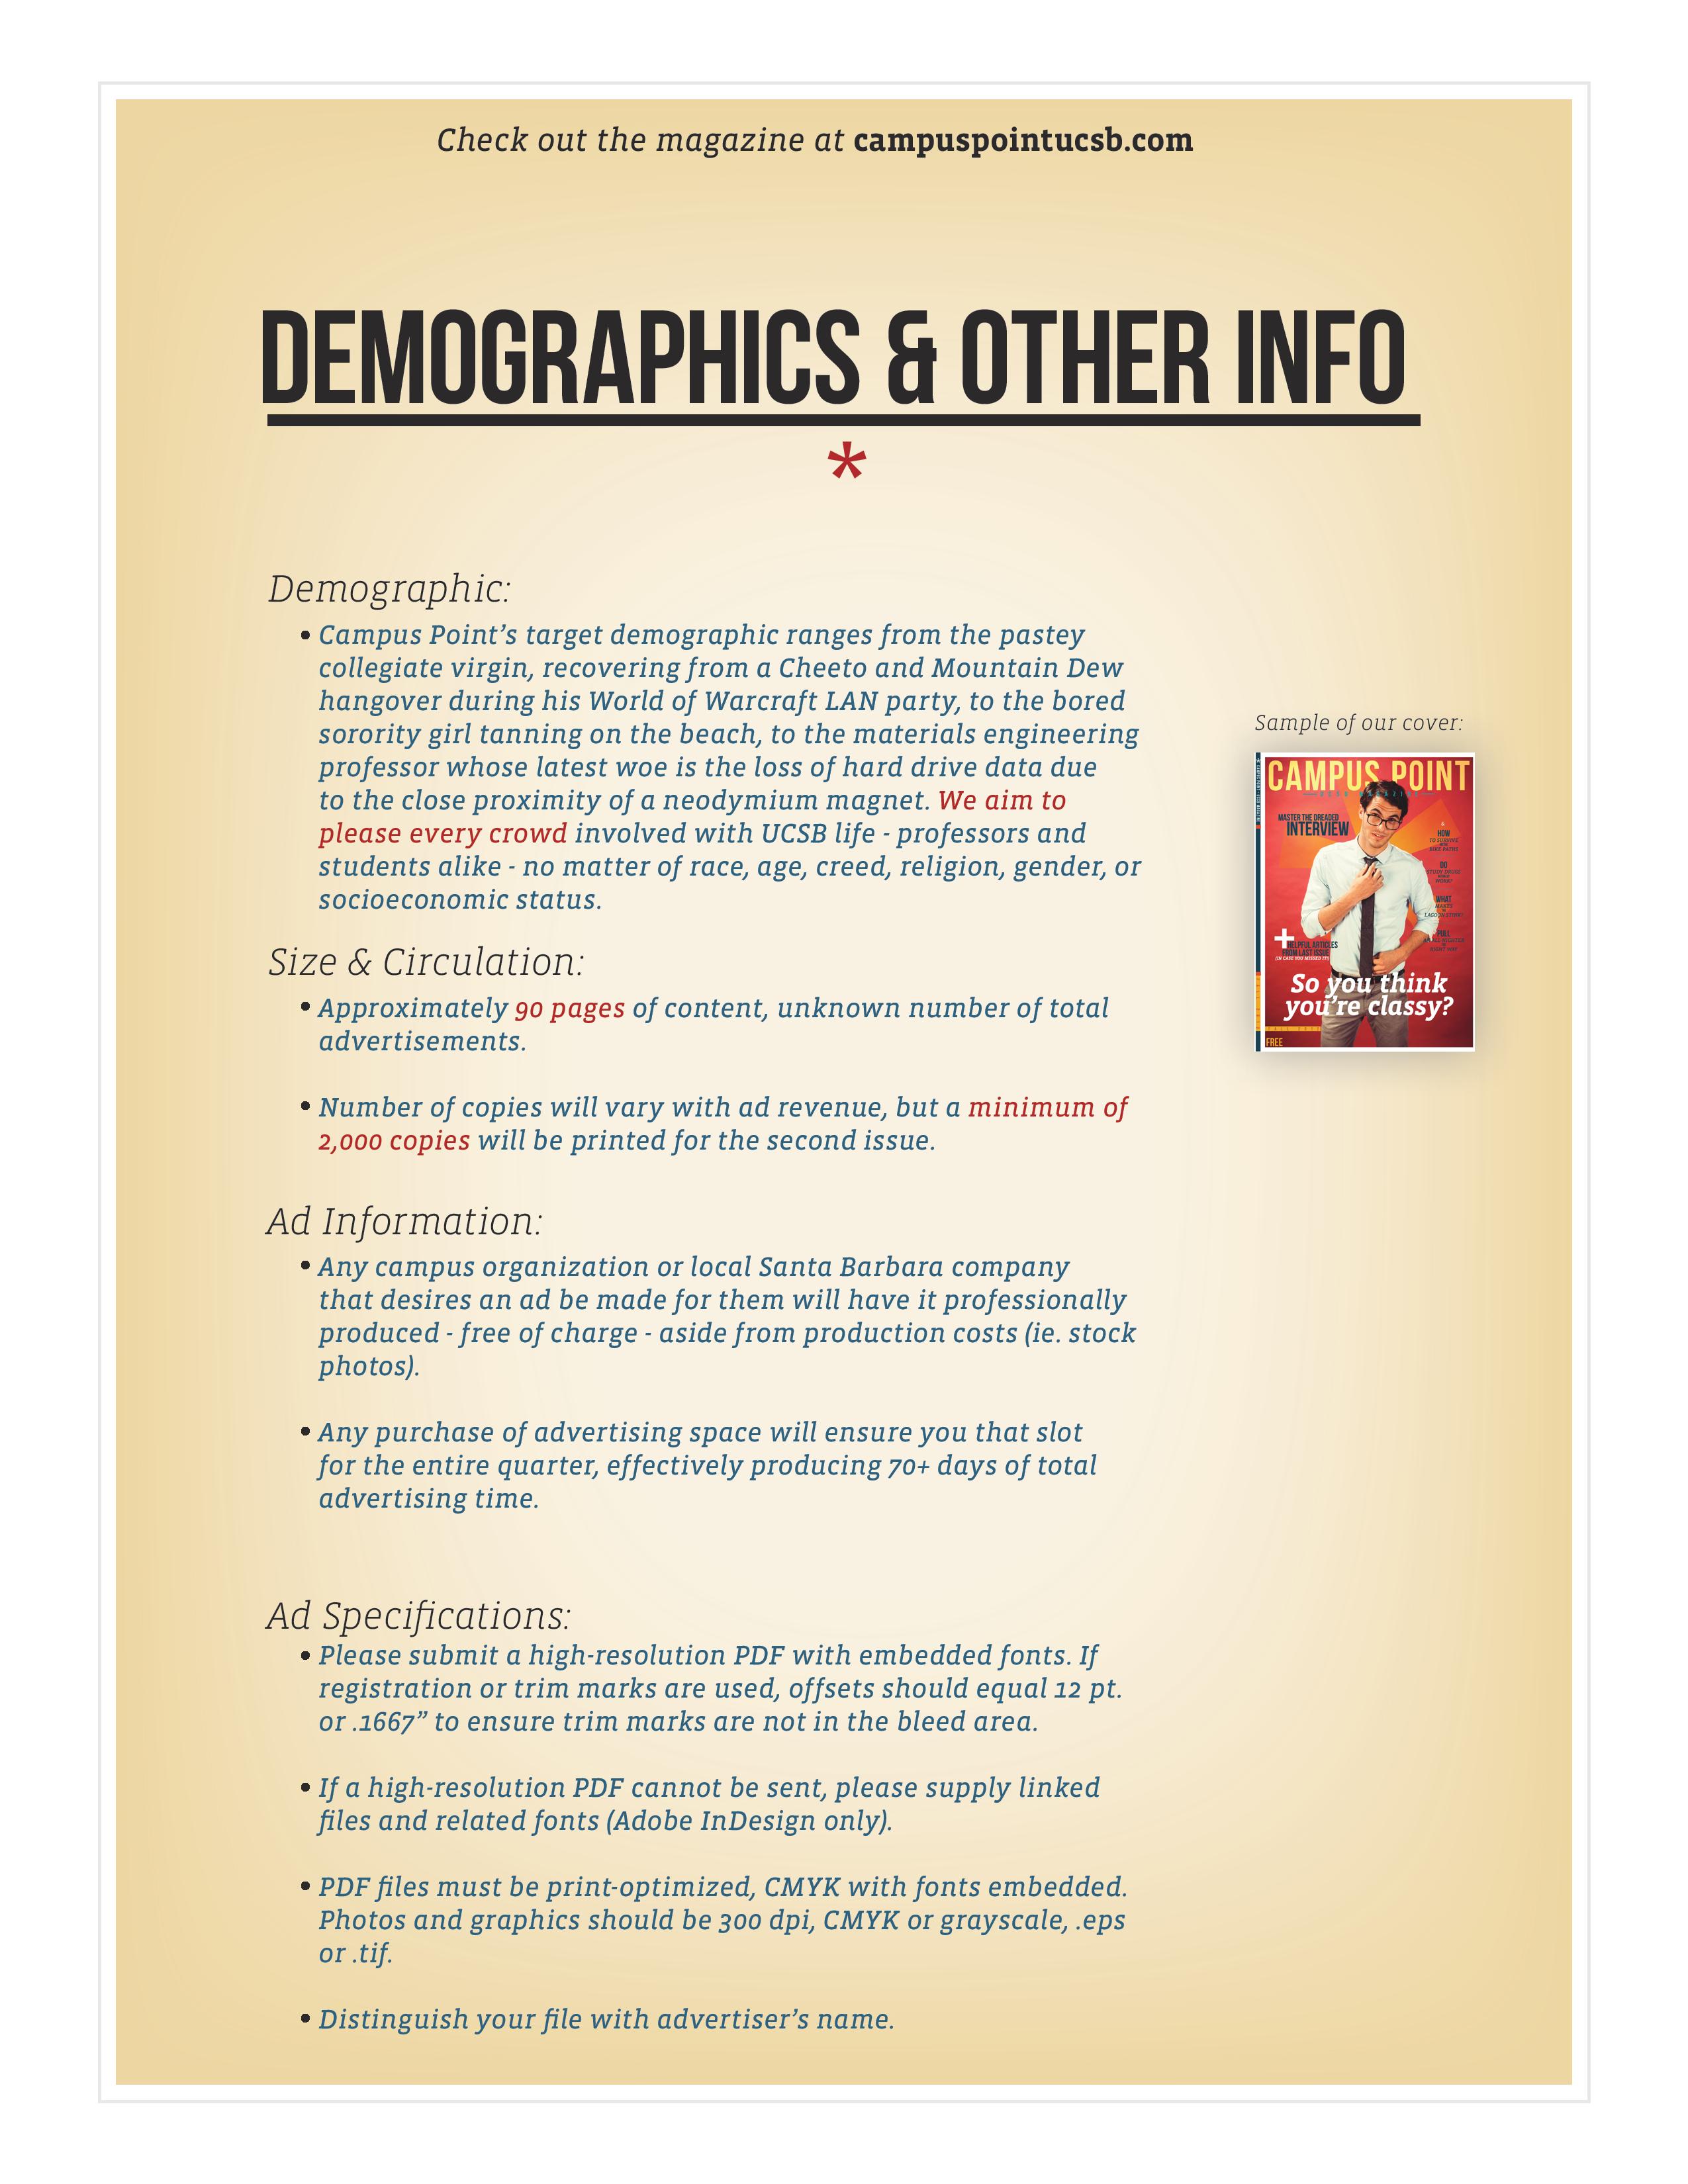 Check out the magazine at campuspointucsb.com
DEMOGRAPHICS & OTHER INFO
*
Demographic:
• Campus Point’s target demographic ranges from the pastey
collegiate virgin, recovering from a Cheeto and Mountain Dew
hangover during his World of Warcraft LAN party, to the bored
sorority girl tanning on the beach, to the materials engineering
professor whose latest woe is the loss of hard drive data due
to the close proximity of a neodymium magnet. We aim to
please every crowd involved with UCSB life - professors and
students alike - no matter of race, age, creed, religion, gender, or
socioeconomic status.
Size & Circulation:
• Approximately 90 pages of content, unknown number of total
advertisements.
• Number of copies will vary with ad revenue, but a minimum of
2,000 copies will be printed for the second issue.
Ad Information:
• Any campus organization or local Santa Barbara company
that desires an ad be made for them will have it professionally
produced - free of charge - aside from production costs (ie. stock
photos).
• Any purchase of advertising space will ensure you that slot
for the entire quarter, effectively producing 70+ days of total
advertising time.
Ad Specifications:
• Please submit a high-resolution PDF with embedded fonts. If
registration or trim marks are used, offsets should equal 12 pt.
or .1667” to ensure trim marks are not in the bleed area.
• If a high-resolution PDF cannot be sent, please supply linked
files and related fonts (Adobe InDesign only).
• PDF files must be print-optimized, CMYK with fonts embedded.
Photos and graphics should be 300 dpi, CMYK or grayscale, .eps
or .tif.
• Distinguish your file with advertiser’s name.
Sample of our cover:
CAMPUS POINT
MASTER THE DREADED
INTERVIEW
&
HOW
TO SURVIVE
BIKE PATHS
DO
STUDY DRUGS
WORK?
WHAT
MAKES
LAGOON STINK?
PULL
+
HELPFUL ARTICLES
FROM LAST ISSUE
(IN CASE YOU MISSED IT)
So you think
you’re classy?
FREE